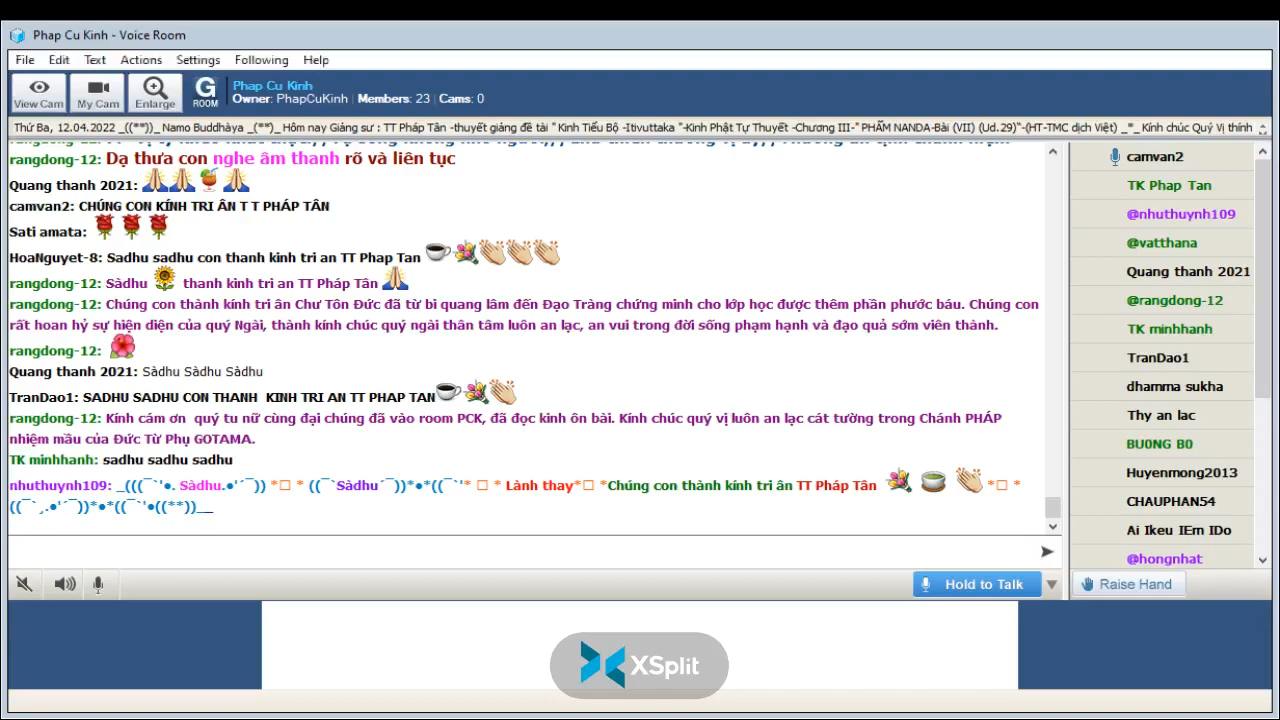 Phap Cu Kinh - Voice Room
File Edit Text Actions Settings Following Help
View Cam My Cam Enlarge G ROOM
Phap Cu Kinh
Owner: PhapCuKinh Members: 23 Cams: 0
Thứ Ba, 12.04.2022 _((**))_ Namo Buddhàya _(**)_ Hôm nay Giảng sư : TT Pháp Tân -thuyết giảng đề tài " Kinh Tiểu Bộ -Itivuttaka "-Kinh Phật Tự Thuyết -Chương III-" PHẨM NANDA-Bài (VII) (Ud.29)"-(HT-TMC dịch Việt) _*_ Kính chúc Quý Vị thính
rangdong-12: Dạ thưa con nghe âm thanh rõ và liên tục
Quang thanh 2021:
camvan2: CHÚNG CON KÍNH TRI ÂN T T PHÁP TÂN
Sati amata:
HoaNguyet-8: Sadhu sadhu con thanh kinh tri an TT Phap Tan
rangdong-12: Sàdhu thanh kinh tri an TT Pháp Tân
rangdong-12: Chúng con thành kính tri ân Chư Tôn Đức đã từ bi quang lâm đến Đạo Tràng chứng minh cho lớp học được thêm phần phước báu. Chúng con
rất hoan hỷ sự hiện diện của quý Ngài, thành kính chúc quý ngài thân tâm luôn an lạc, an vui trong đời sống phạm hạnh và đạo quả sớm viên thành.
rangdong-12:
Quang thanh 2021: Sàdhu Sàdhu Sàdhu
TranDao1: SADHU SADHU CON THANH KINH TRI AN TT PHAP TAN
rangdong-12: Kính cám ơn quý tu nữ cùng đại chúng đã vào room PCK, đã đọc kinh ôn bài. Kính chúc quý vị luôn an lạc cát tường trong Chánh PHÁP
nhiệm mầu của Đức Từ Phụ GOTAMA.
TK minhhanh: sadhu sadhu sadhu
nhuthuynh109: _(((¯`'●. Sàdhu.●'´¯)) *□ * ((¯`Sàdhu´¯))*●*((¯`'* □ * Lành thay*□ *Chúng con thành kính tri ân TT Pháp Tân *□ *
((¯`¸.●'´¯))*●*((¯`'●((**))__
Hold to Talk
camvan2
TK Phap Tan
@nhuthuynh109
@vatthana
Quang thanh 2021
@rangdong-12
TK minhhanh
TranDao1
dhamma sukha
Thy an lac
BU0NG B0
Huyenmong2013
CHAUPHAN54
Ai Ikeu IEm IDo
@hongnhat
Raise Hand
XSplit